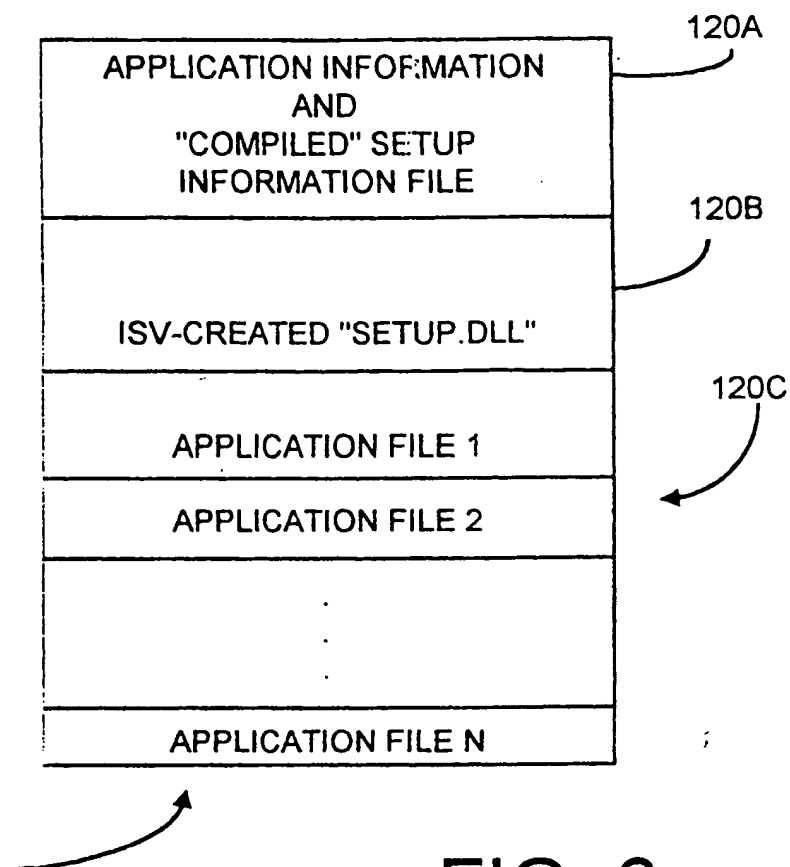 120A
APPLICATION INFORMATION
AND
"COMPILED" SETUP
INFORMATION FILE
120B
ISV-CREATED "SETUP.DLL"
120C
APPLICATION FILE 1
APPLICATION FILE 2
.
.
.
APPLICATION FILE N